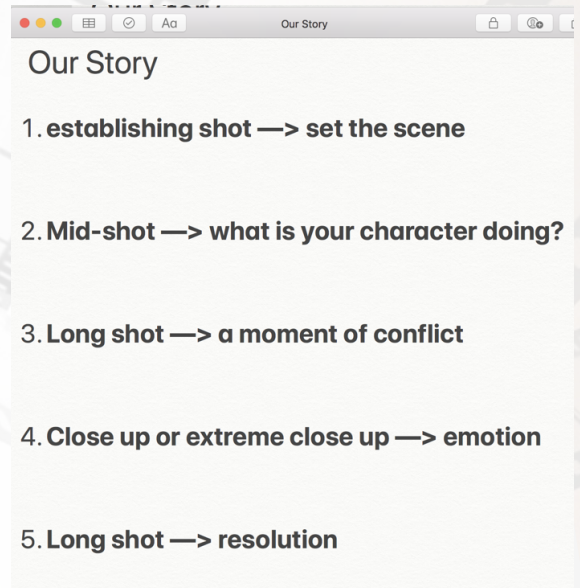 Aa
Our Story
Our Story
1. establishing shot —> set the scene
2. Mid-shot —> what is your character doing?
3. Long shot —> a moment of conflict
4. Close up or extreme close up —> emotion
5. Long shot —> resolution